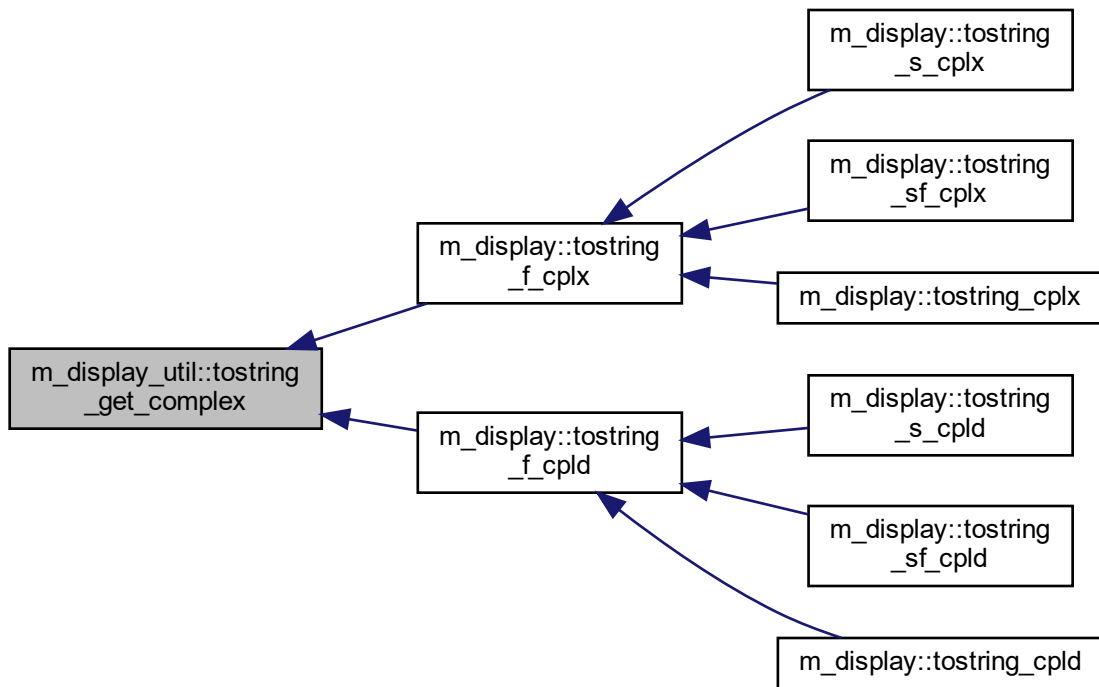 m_display::tostring
_s_cplx
m_display::tostring
_sf_cplx
m_display::tostring
_f_cplx
m_display::tostring_cplx
m_display_util::tostring
_get_complex
m_display::tostring
_s_cpld
m_display::tostring
_f_cpld
m_display::tostring
_sf_cpld
m_display::tostring_cpld